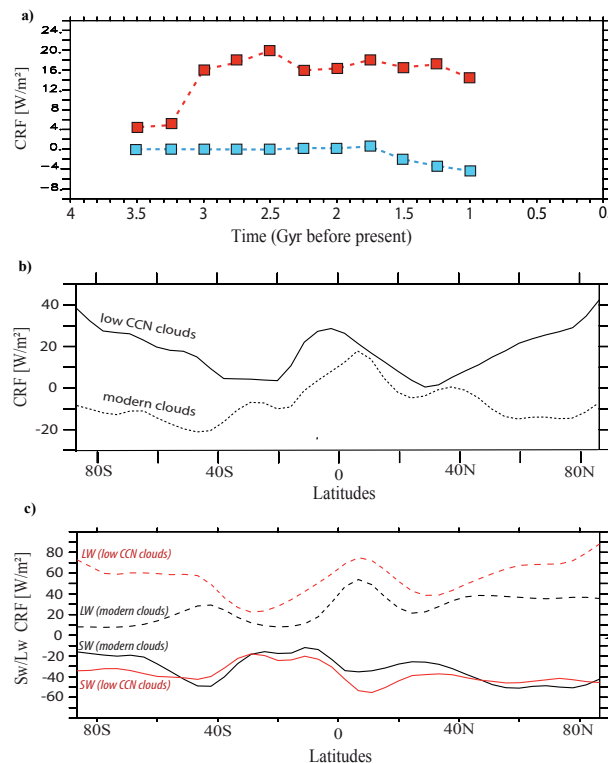 a)
24.
20.
16.
12.
8
4
0.
-4
-8
CRF [W/m²]
4
3.5
3
2.5
2
1.5
1
0.5
0.
Time (Gyr before present)
b)
40
20
0
-20
CRF [W/m²]
low CCN clouds
modern clouds
80S
40S
0
40N
80N
Latitudes
c)
80
60
40
20
0
-20
-40
-60
Sw/Lw CRF [W/m²]
LW (low CCN clouds)
LW (modern clouds)
SW (modern clouds)
SW (low CCN clouds)
80S
40S
0
40N
80N
Latitudes